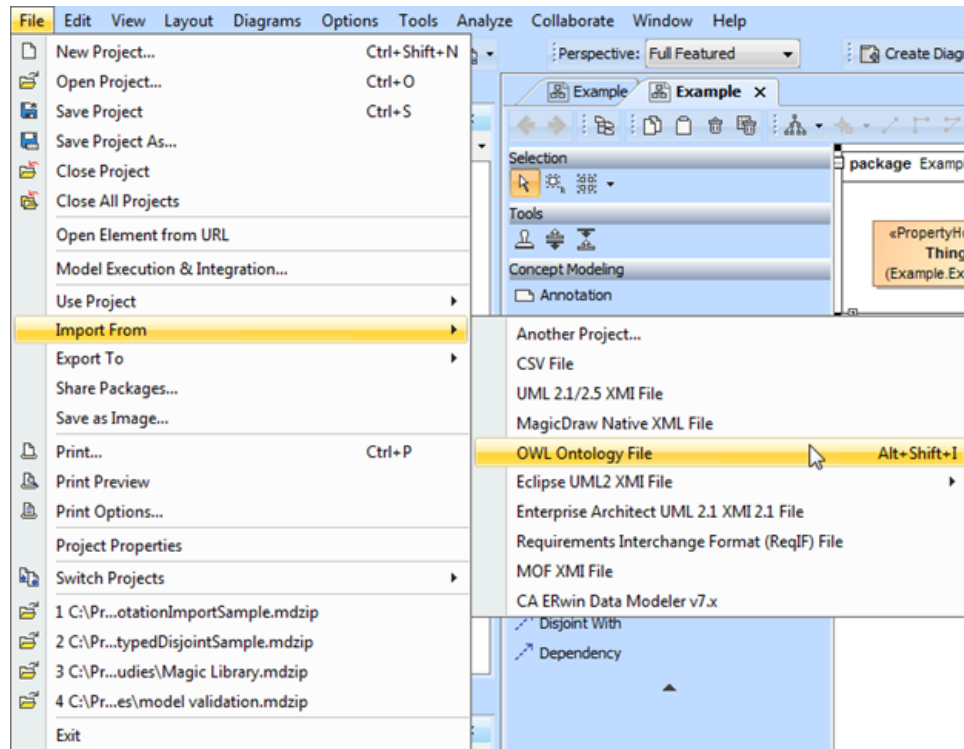 File Edit View Layout Diagrams Options Tools Analyze Collaborate Window Help
New Project... Ctrl+Shift+N
Open Project... Ctrl+O
Save Project Ctrl+S
Save Project As...
Close Project
Close All Projects
Open Element from URL
Model Execution & Integration...
Use Project
Import From
Export To
Share Packages...
Save as Image...
Print... Ctrl+P
Print Preview
Print Options...
Project Properties
Switch Projects
1 C:\Pr...otationImportSample.mdzip
2 C:\Pr...typedDisjointSample.mdzip
3 C:\Pr...udies\Magic Library.mdzip
4 C:\Pr...es\model validation.mdzip
Exit
Perspective: Full Featured
Create Diag
Example Example
Selection
Tools
Concept Modeling
Annotation
package Examp
«PropertyHo
Thing
(Example.Ex
Another Project...
CSV File
UML 2.1/2.5 XMI File
MagicDraw Native XML File
OWL Ontology File Alt+Shift+I
Eclipse UML2 XMI File
Enterprise Architect UML 2.1 XMI 2.1 File
Requirements Interchange Format (ReqIF) File
MOF XMI File
CA ERwin Data Modeler v7.x
Disjoint With
Dependency